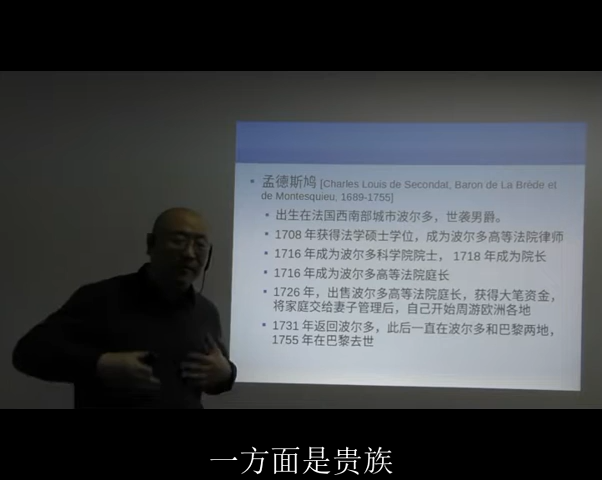 孟德斯鸠 [Charles Louis de Secondat, Baron de La Brède et
de Montesquieu, 1689-1755]
出生在法国西南部城市波尔多，世袭男爵。
1708 年获得法学硕士学位，成为波尔多高等法院律师
1716 年成为波尔多科学院院士， 1718 年成为院长
1716 年成为波尔多高等法院庭长
1726 年，出售波尔多高等法院庭长，获得大笔资金，
将家庭交给妻子管理后，自己开始周游欧洲各地
1731 年返回波尔多，此后一直在波尔多和巴黎两地，
1755 年在巴黎去世
一方面是贵族